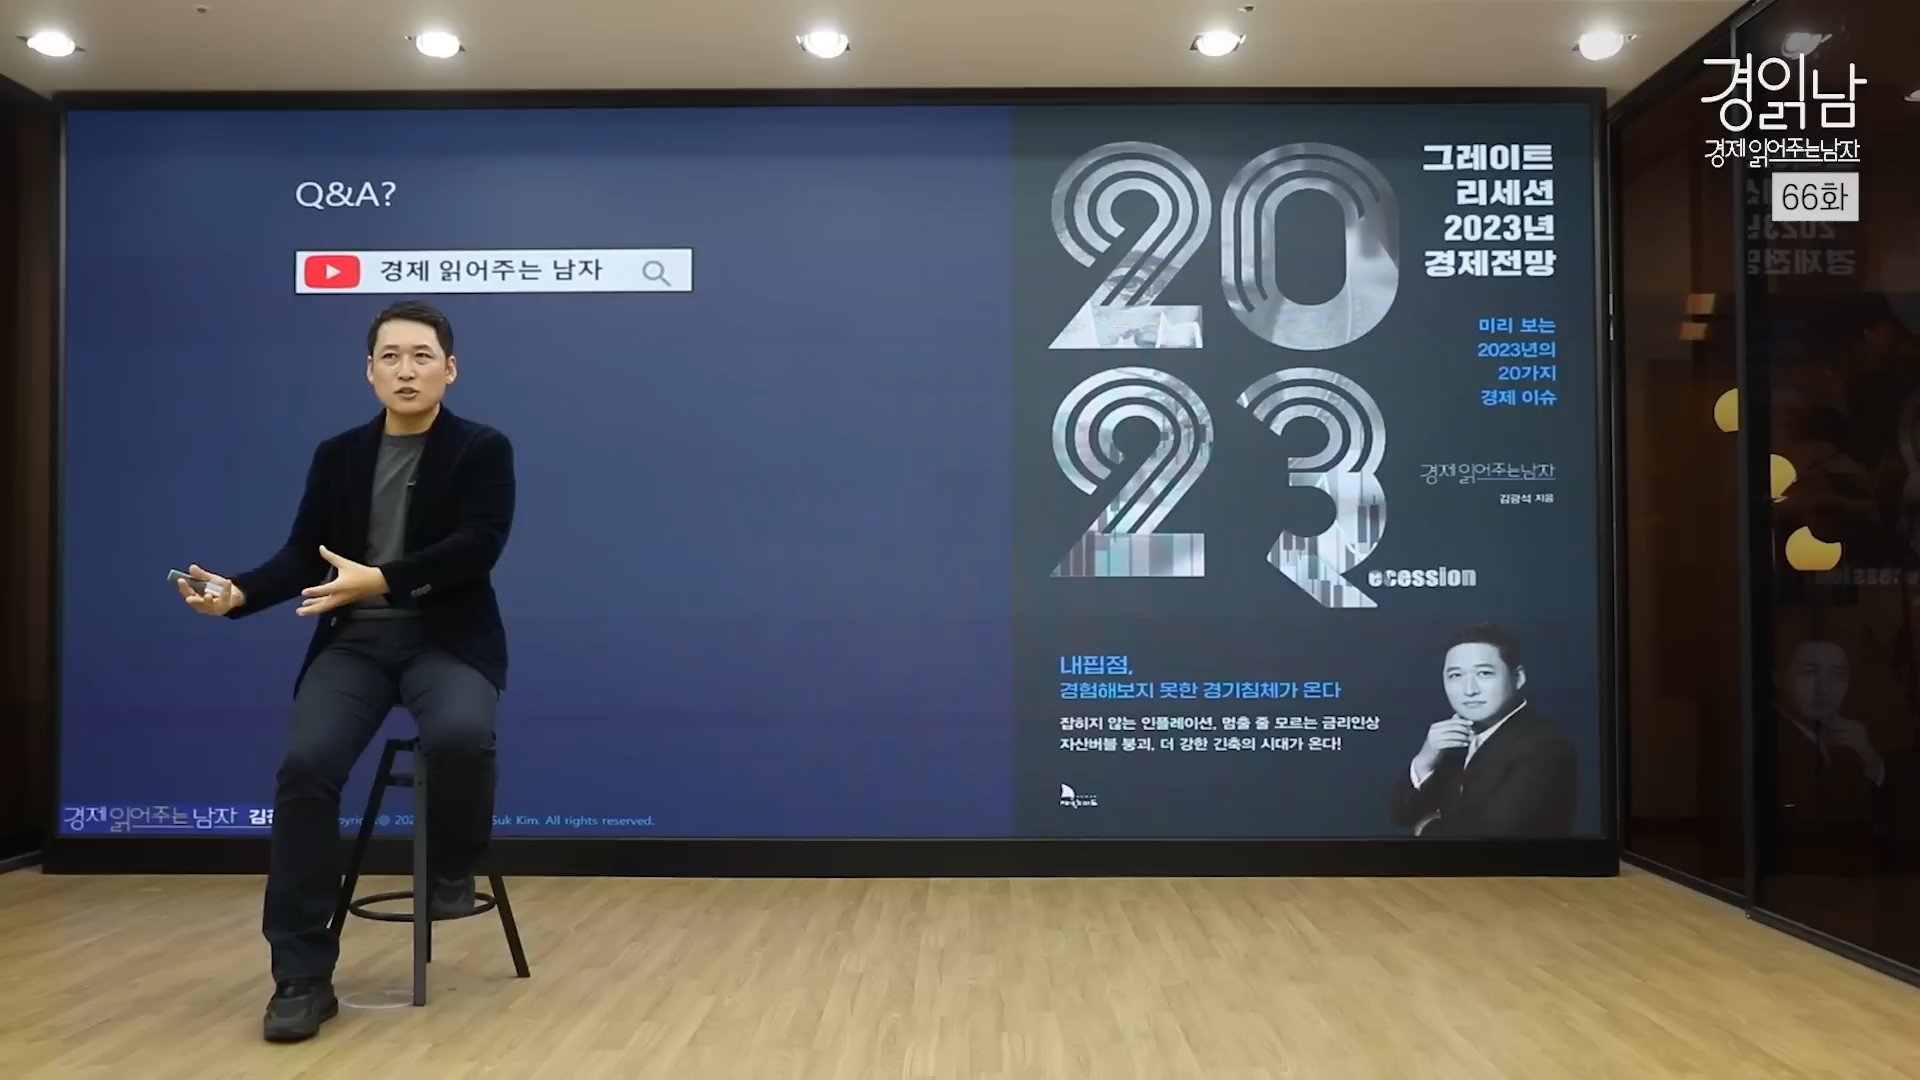 Q&A?
경제 읽어주는 남자
2023
그레이트
리세션
2023년
경제전망
미리 보는
2023년의
20가지
경제 이슈
경제 읽어주는 남자
김광석 지음
ecession
내핍점,
경험해보지 못한 경기침체가 온다
잡히지 않는 인플레이션, 멈출 줄 모르는 금리인상
자산버블 붕괴, 더 강한 긴축의 시대가 온다!
경제 읽어주는 남자
Suk Kim. All rights reserved.
경읽남
경제 읽어주는 남자
66화